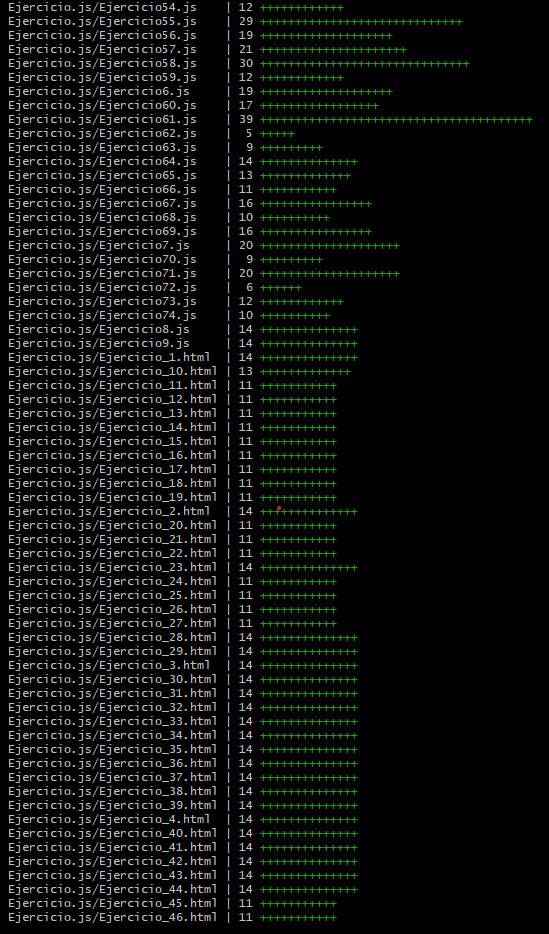 Ejercicio.js/Ejercicio54.js | 12 ++++++++++++
Ejercicio.js/Ejercicio55.js | 29 +++++++++++++++++++++++++++++
Ejercicio.js/Ejercicio56.js | 19 +++++++++++++++++++
Ejercicio.js/Ejercicio57.js | 21 +++++++++++++++++++++
Ejercicio.js/Ejercicio58.js | 30 ++++++++++++++++++++++++++++++
Ejercicio.js/Ejercicio59.js | 12 ++++++++++++
Ejercicio.js/Ejercicio6.js | 19 +++++++++++++++++++
Ejercicio.js/Ejercicio60.js | 17 +++++++++++++++++
Ejercicio.js/Ejercicio61.js | 39 +++++++++++++++++++++++++++++++++++++++
Ejercicio.js/Ejercicio62.js | 5 +++++
Ejercicio.js/Ejercicio63.js | 9 +++++++++
Ejercicio.js/Ejercicio64.js | 14 ++++++++++++++
Ejercicio.js/Ejercicio65.js | 13 +++++++++++++
Ejercicio.js/Ejercicio66.js | 11 +++++++++++
Ejercicio.js/Ejercicio67.js | 16 ++++++++++++++++
Ejercicio.js/Ejercicio68.js | 10 ++++++++++
Ejercicio.js/Ejercicio69.js | 16 ++++++++++++++++
Ejercicio.js/Ejercicio7.js | 20 ++++++++++++++++++++
Ejercicio.js/Ejercicio70.js | 9 +++++++++
Ejercicio.js/Ejercicio71.js | 20 ++++++++++++++++++++
Ejercicio.js/Ejercicio72.js | 6 ++++++
Ejercicio.js/Ejercicio73.js | 12 ++++++++++++
Ejercicio.js/Ejercicio74.js | 10 ++++++++++
Ejercicio.js/Ejercicio8.js | 14 ++++++++++++++
Ejercicio.js/Ejercicio9.js | 14 ++++++++++++++
Ejercicio.js/Ejercicio_1.html | 14 ++++++++++++++
Ejercicio.js/Ejercicio_10.html | 13 +++++++++++++
Ejercicio.js/Ejercicio_11.html | 11 +++++++++++
Ejercicio.js/Ejercicio_12.html | 11 +++++++++++
Ejercicio.js/Ejercicio_13.html | 11 +++++++++++
Ejercicio.js/Ejercicio_14.html | 11 +++++++++++
Ejercicio.js/Ejercicio_15.html | 11 +++++++++++
Ejercicio.js/Ejercicio_16.html | 11 +++++++++++
Ejercicio.js/Ejercicio_17.html | 11 +++++++++++
Ejercicio.js/Ejercicio_18.html | 11 +++++++++++
Ejercicio.js/Ejercicio_19.html | 11 +++++++++++
Ejercicio.js/Ejercicio_2.html | 14 ++++++++++++++
Ejercicio.js/Ejercicio_20.html | 11 +++++++++++
Ejercicio.js/Ejercicio_21.html | 11 +++++++++++
Ejercicio.js/Ejercicio_22.html | 11 +++++++++++
Ejercicio.js/Ejercicio_23.html | 14 ++++++++++++++
Ejercicio.js/Ejercicio_24.html | 11 +++++++++++
Ejercicio.js/Ejercicio_25.html | 11 +++++++++++
Ejercicio.js/Ejercicio_26.html | 11 +++++++++++
Ejercicio.js/Ejercicio_27.html | 11 +++++++++++
Ejercicio.js/Ejercicio_28.html | 14 ++++++++++++++
Ejercicio.js/Ejercicio_29.html | 14 ++++++++++++++
Ejercicio.js/Ejercicio_3.html | 14 ++++++++++++++
Ejercicio.js/Ejercicio_30.html | 14 ++++++++++++++
Ejercicio.js/Ejercicio_31.html | 14 ++++++++++++++
Ejercicio.js/Ejercicio_32.html | 14 ++++++++++++++
Ejercicio.js/Ejercicio_33.html | 14 ++++++++++++++
Ejercicio.js/Ejercicio_34.html | 14 ++++++++++++++
Ejercicio.js/Ejercicio_35.html | 14 ++++++++++++++
Ejercicio.js/Ejercicio_36.html | 14 ++++++++++++++
Ejercicio.js/Ejercicio_37.html | 14 ++++++++++++++
Ejercicio.js/Ejercicio_38.html | 14 ++++++++++++++
Ejercicio.js/Ejercicio_39.html | 14 ++++++++++++++
Ejercicio.js/Ejercicio_4.html | 14 ++++++++++++++
Ejercicio.js/Ejercicio_40.html | 14 ++++++++++++++
Ejercicio.js/Ejercicio_41.html | 14 ++++++++++++++
Ejercicio.js/Ejercicio_42.html | 14 ++++++++++++++
Ejercicio.js/Ejercicio_43.html | 14 ++++++++++++++
Ejercicio.js/Ejercicio_44.html | 14 ++++++++++++++
Ejercicio.js/Ejercicio_45.html | 11 +++++++++++
Ejercicio.js/Ejercicio_46.html | 11 +++++++++++